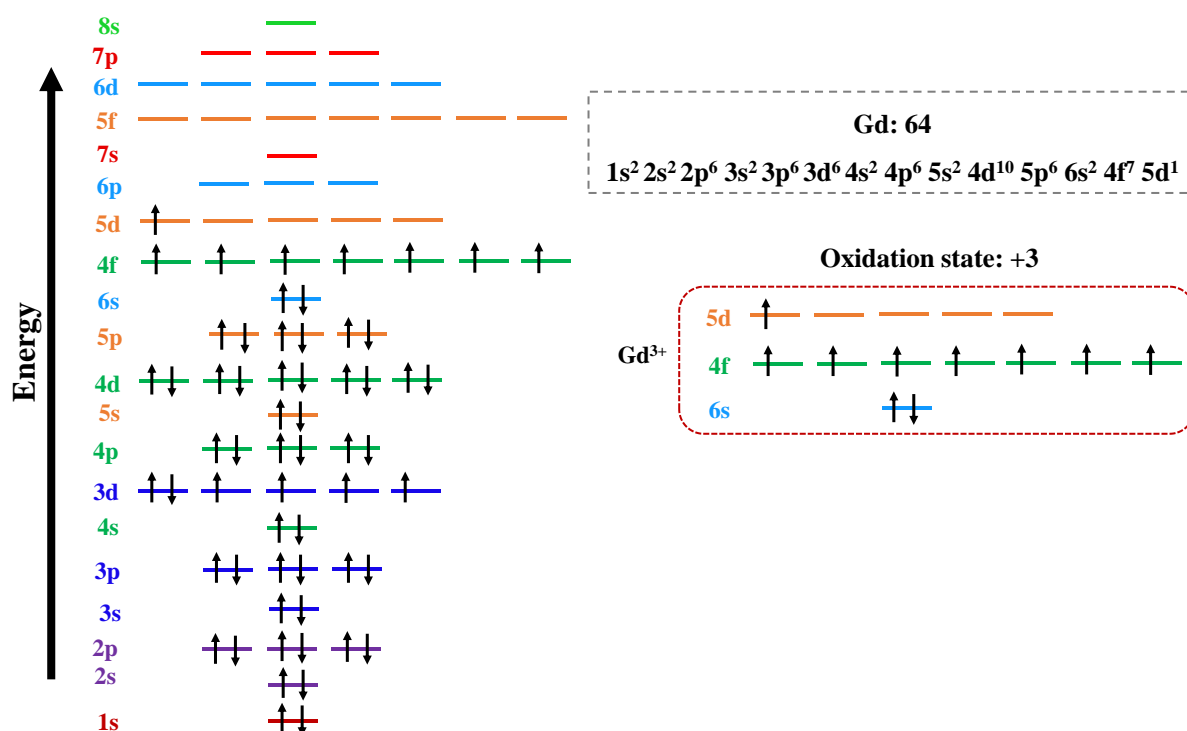 8s
7p
6d
5f
7s
6p
5d
4f
6s
5p
4d
5s
4p
3d
4s
3p
3s
2p
2s
1s
Energy
Gd: 64
1s² 2s² 2p⁶ 3s² 3p⁶ 3d⁶ 4s² 4p⁶ 5s² 4d¹⁰ 5p⁶ 6s² 4f⁷ 5d¹
Oxidation state: +3
Gd³⁺
5d
4f
6s